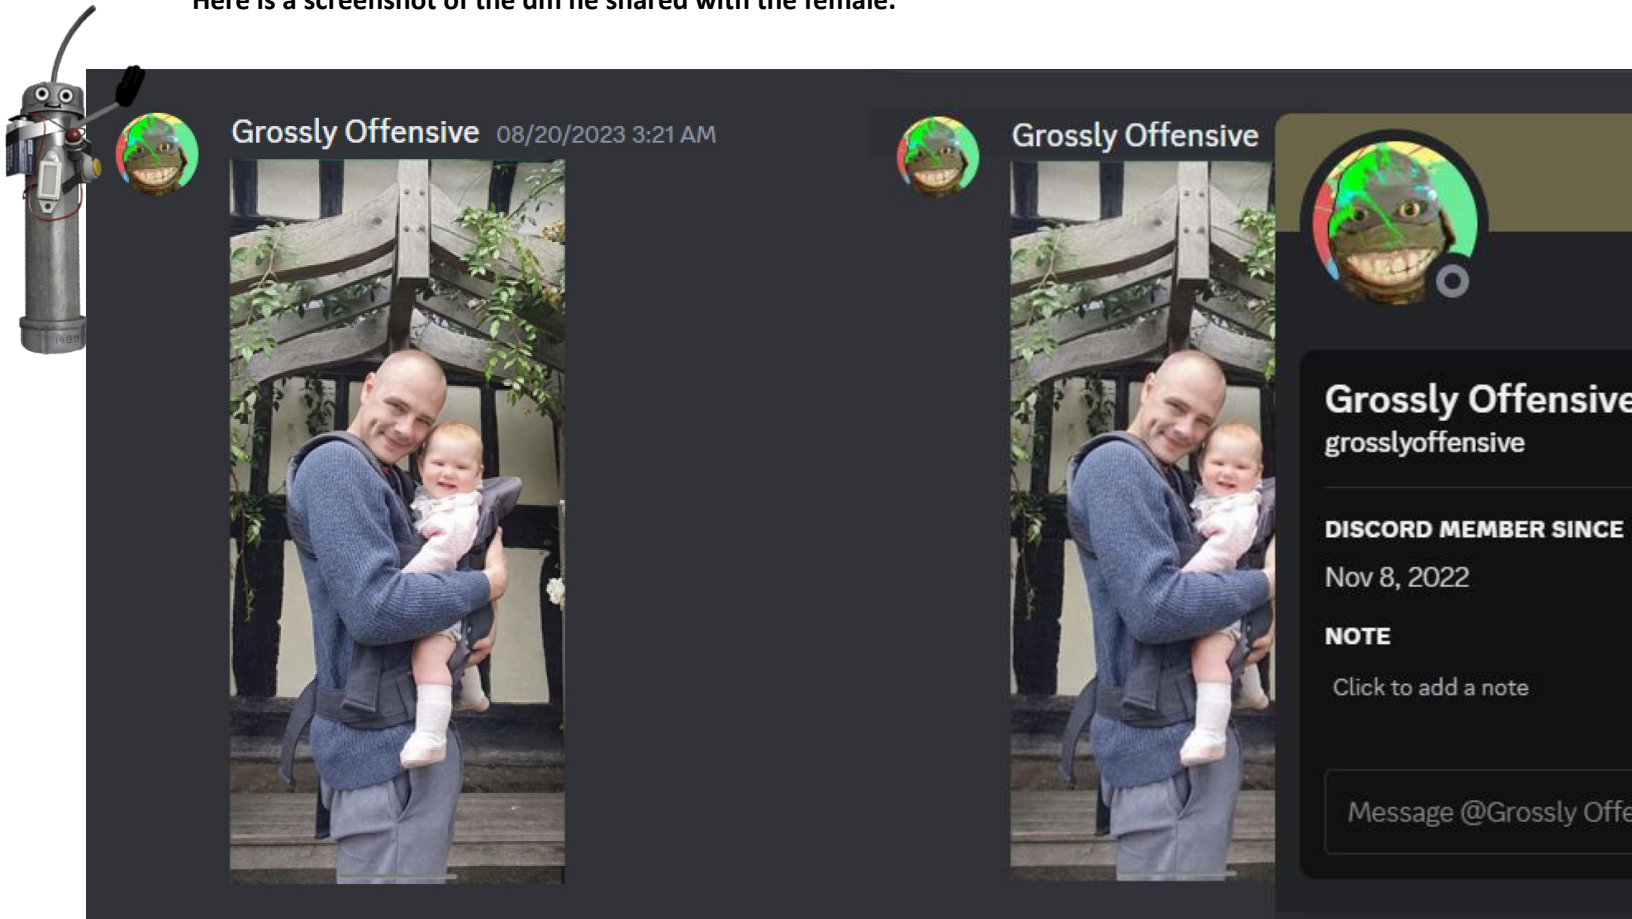 Here is a screenshot of the dm he shared with the female.
Grossly Offensive 08/20/2023 3:21 AM
Grossly Offensive
Grossly Offensive
grosslyoffensive
DISCORD MEMBER SINCE
Nov 8, 2022
NOTE
Click to add a note
Message @Grossly Offe